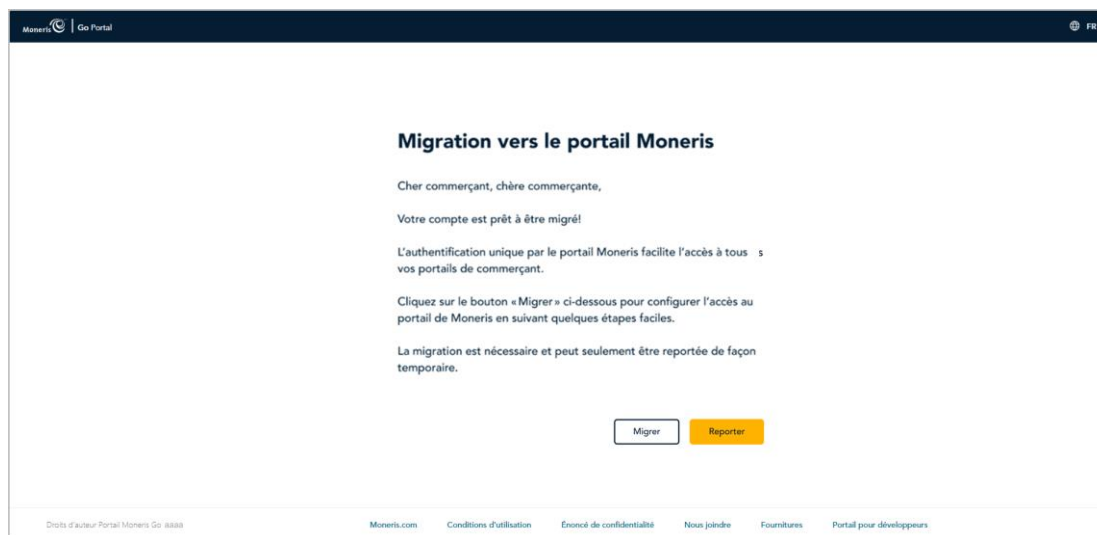 Moneris | Go Portal
FR
Migration vers le portail Moneris
Cher commerçant, chère commerçante,
Votre compte est prêt à être migré!
L'authentification unique par le portail Moneris facilite l'accès à tous s
vos portails de commerçant.
Cliquez sur le bouton «Migrer» ci-dessous pour configurer l'accès au
portail de Moneris en suivant quelques étapes faciles.
La migration est nécessaire et peut seulement être reportée de façon
temporaire.
Migrer Reporter
Droits d'auteur Portail Moneris Go aaaa
Moneris.com Conditions d'utilisation Énoncé de confidentialité Nous joindre Fournitures Portail pour développeurs